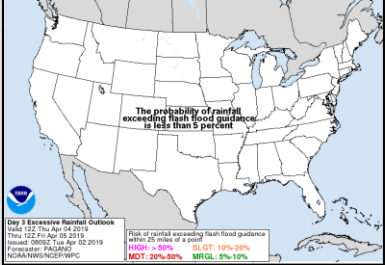 The probability of rainfall
exceeding flash flood guidance
is less than 5 percent
NOAA
Day 3 Excessive Rainfall Outlook
Valid 12Z Thu Apr 04 2019
Thru 12Z Fri Apr 05 2019
Issued: 0809Z Tue Apr 02 2019
Forecaster: PAGANO
NOAA/NWS/NCEP/WPC
Risk of rainfall exceeding flash flood guidance
within 25 miles of a point
HIGH: > 50% SLGT: 10%-20%
MDT: 20%-50% MRGL: 5%-10%